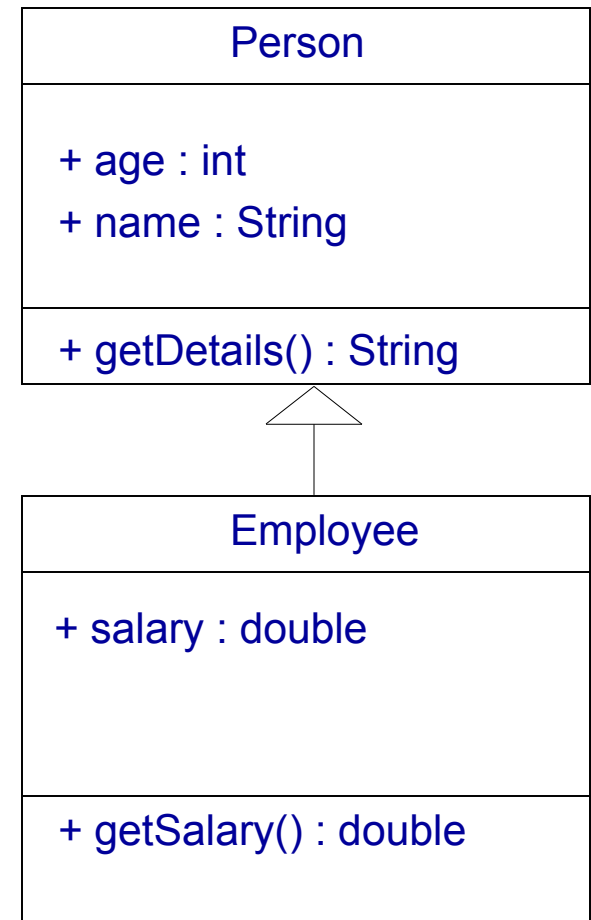 Person
+ age : int
+ name : String
+ getDetails() : String
Employee
+ salary : double
+ getSalary() : double